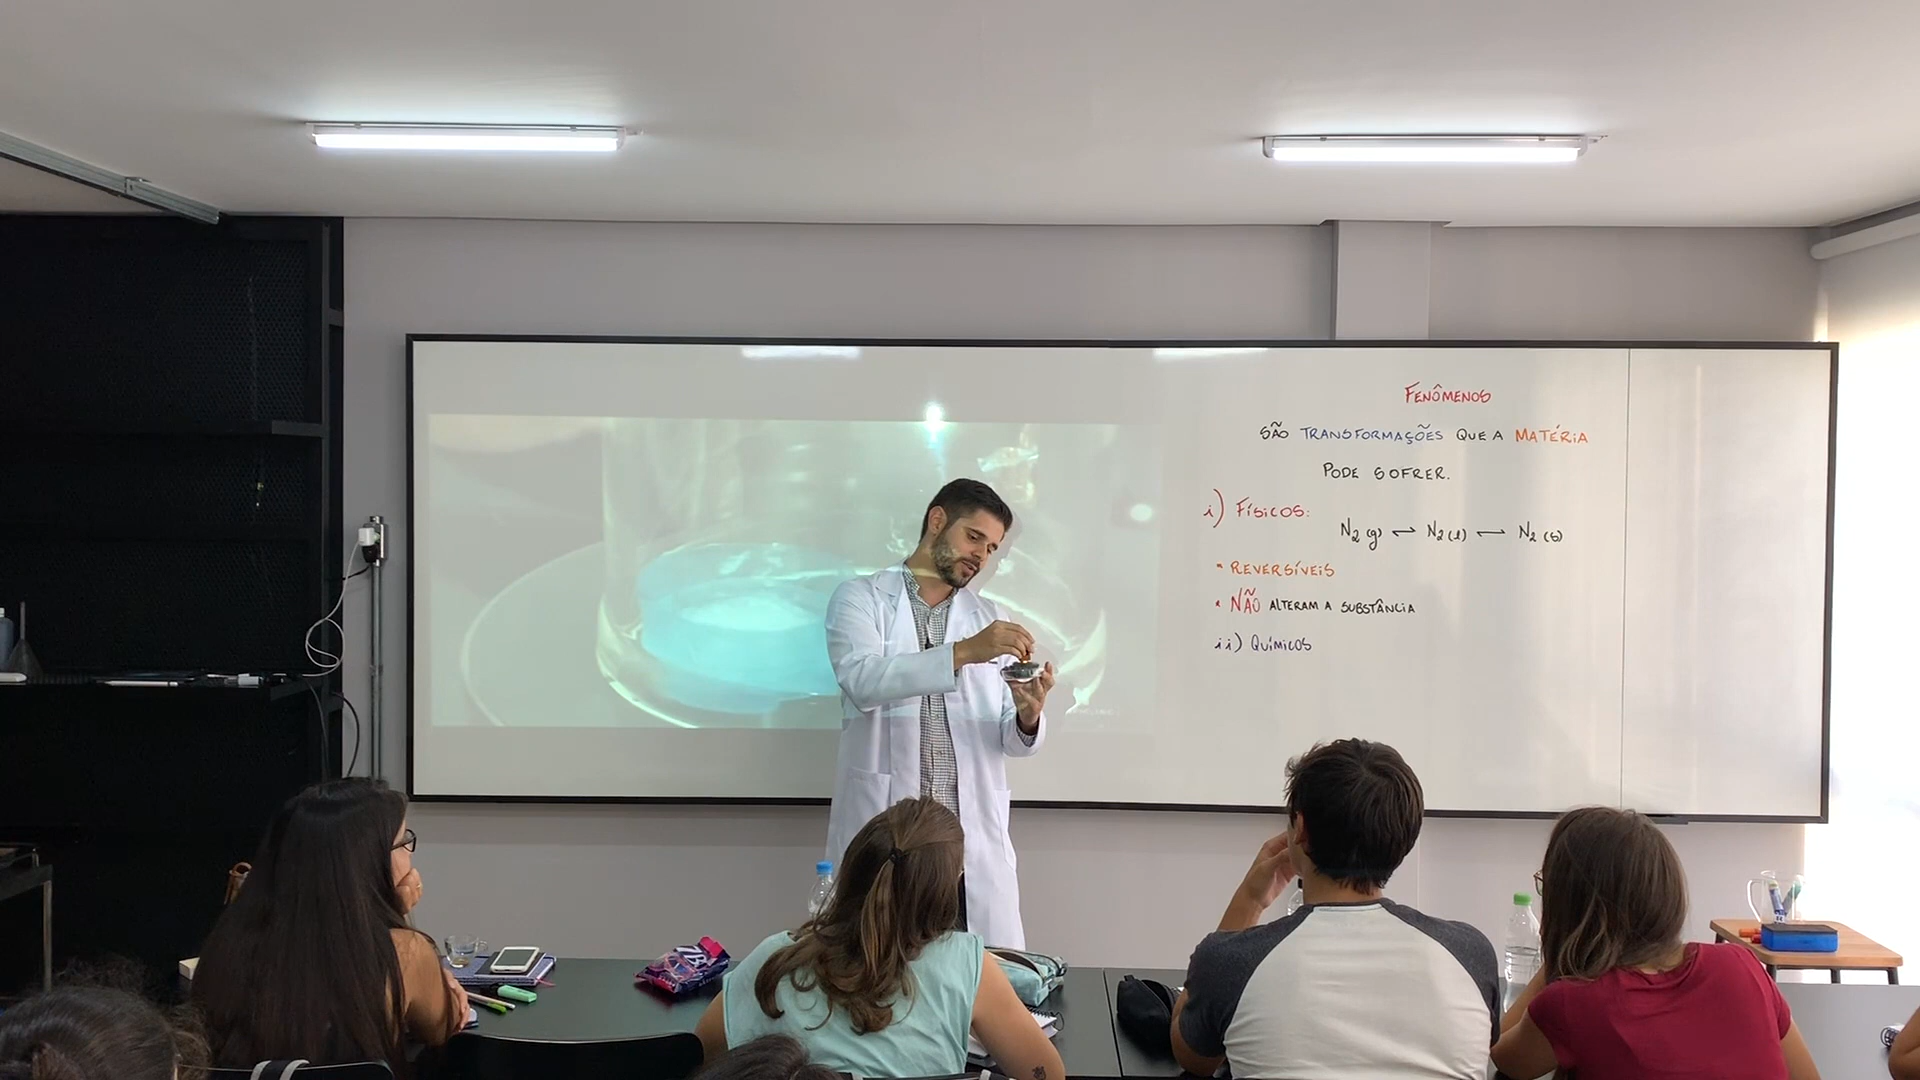 FENÔMENOS
SÃO TRANSFORMAÇÕES QUE A MATÉRIA
PODE SOFRER.
i) FÍSICOS:
N₂(g) ⇌ N₂(l) ⇌ N₂(s)
• REVERSÍVEIS
• NÃO ALTERAM A SUBSTÂNCIA
ii) QUÍMICOS